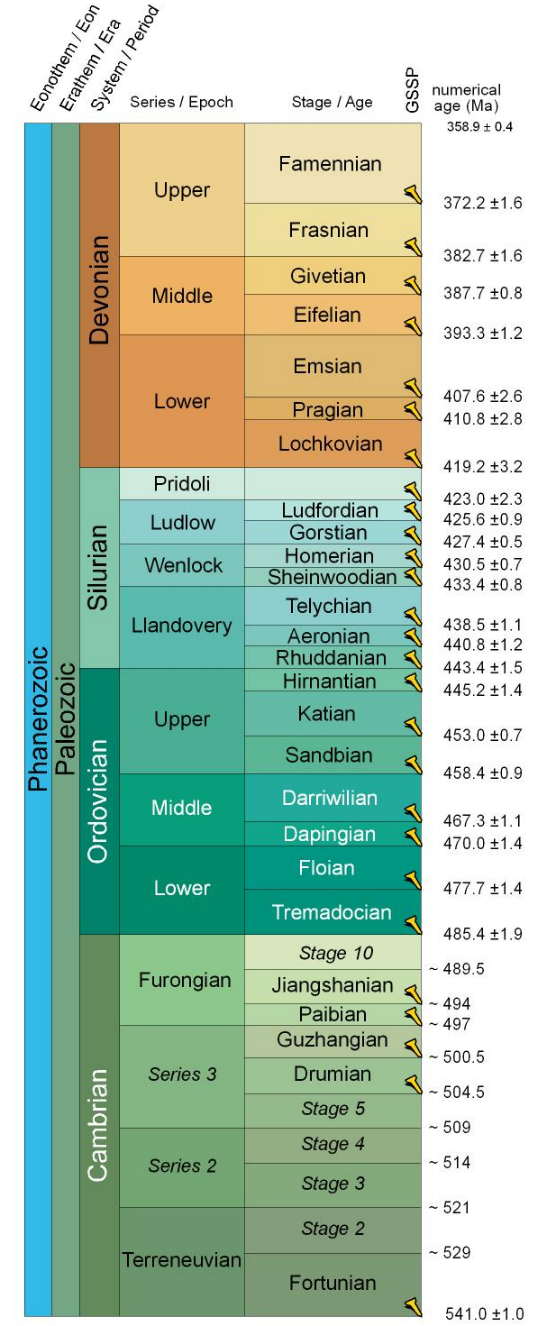 Eonothem / Eon
Erathem / Era
System / Period
Series / Epoch
Stage / Age
GSSP
numerical
age (Ma)
358.9 ± 0.4
Phanerozoic
Paleozoic
Devonian
Upper
Famennian
372.2 ±1.6
Frasnian
382.7 ±1.6
Middle
Givetian
387.7 ±0.8
Eifelian
393.3 ±1.2
Lower
Emsian
407.6 ±2.6
Pragian
410.8 ±2.8
Lochkovian
419.2 ±3.2
Silurian
Pridoli
423.0 ±2.3
Ludlow
Ludfordian
425.6 ±0.9
Gorstian
427.4 ±0.5
Wenlock
Homerian
430.5 ±0.7
Sheinwoodian
433.4 ±0.8
Llandovery
Telychian
438.5 ±1.1
Aeronian
440.8 ±1.2
Rhuddanian
443.4 ±1.5
Ordovician
Upper
Hirnantian
445.2 ±1.4
Katian
453.0 ±0.7
Sandbian
458.4 ±0.9
Middle
Darriwilian
467.3 ±1.1
Dapingian
470.0 ±1.4
Lower
Floian
477.7 ±1.4
Tremadocian
485.4 ±1.9
Cambrian
Furongian
Stage 10
~ 489.5
Jiangshanian
~ 494
Paibian
~ 497
Series 3
Guzhangian
~ 500.5
Drumian
~ 504.5
Stage 5
~ 509
Series 2
Stage 4
~ 514
Stage 3
~ 521
Terreneuvian
Stage 2
~ 529
Fortunian
541.0 ±1.0